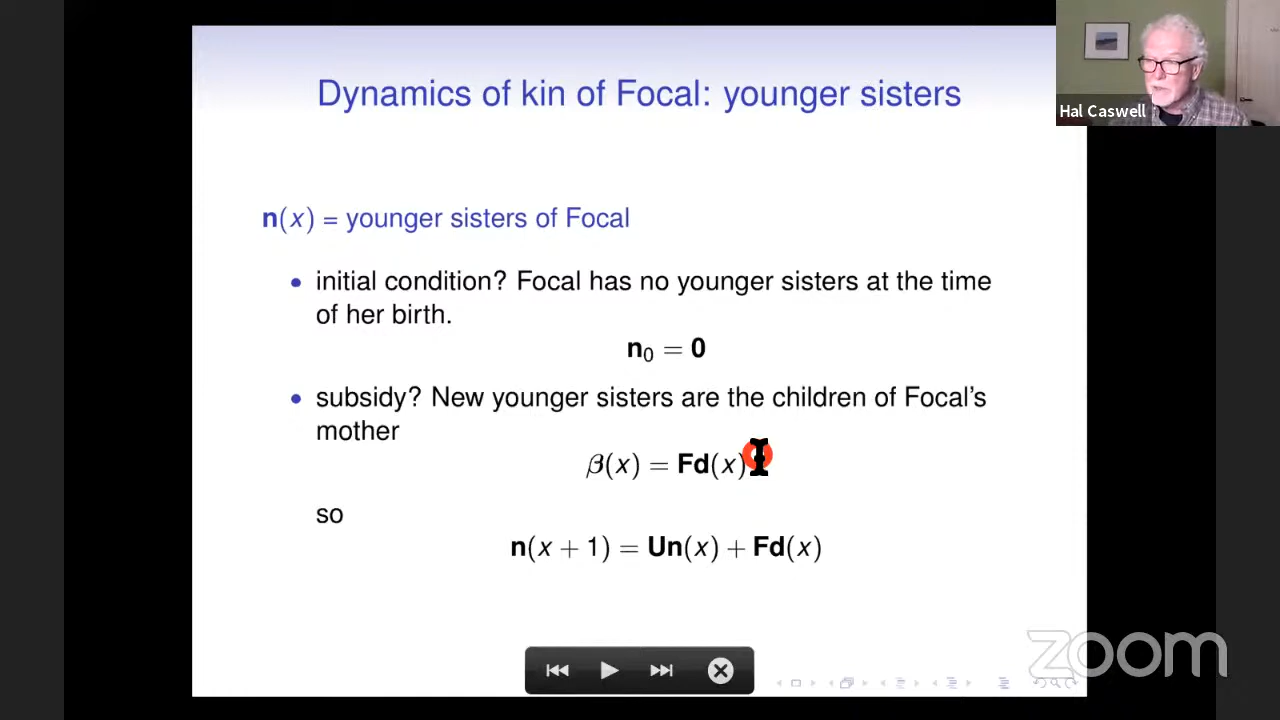 Dynamics of kin of Focal: younger sisters
Hal Caswell
n(x) = younger sisters of Focal
• initial condition? Focal has no younger sisters at the time
of her birth.
n₀ = 0
• subsidy? New younger sisters are the children of Focal's
mother
β(x) = Fd(x)
so
n(x + 1) = Un(x) + Fd(x)
zoom